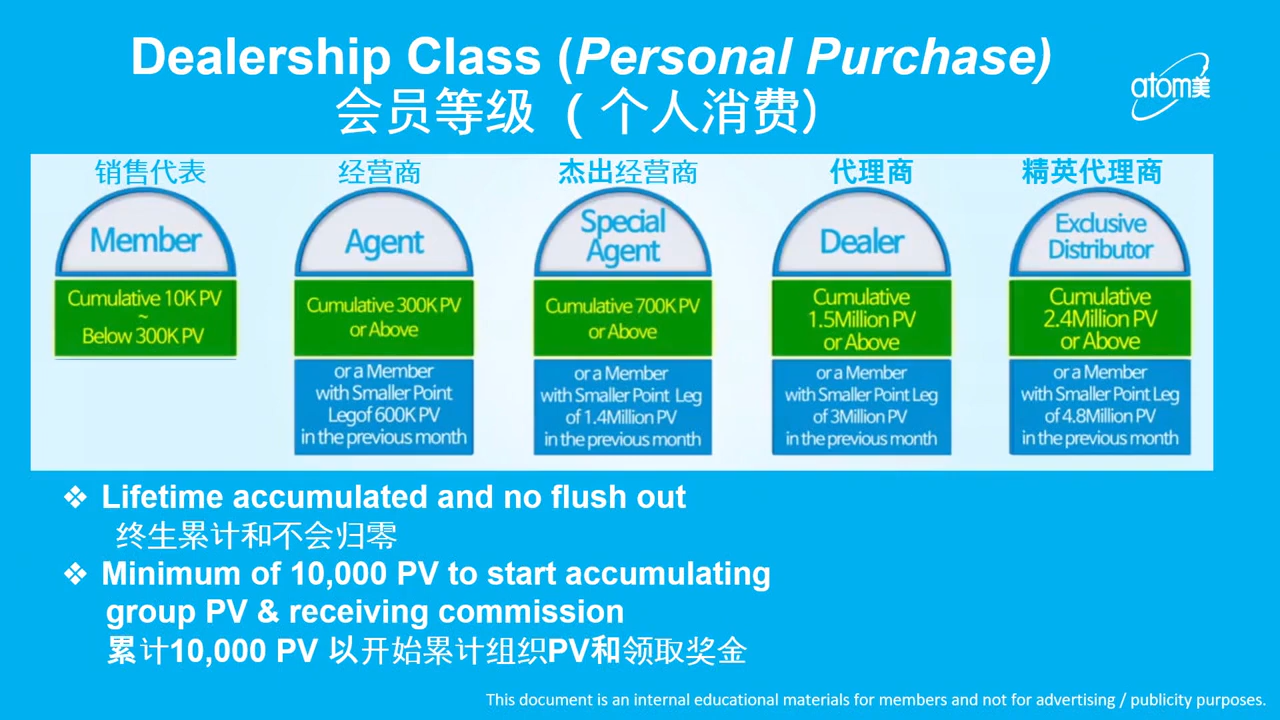 Dealership Class (Personal Purchase)
会员等级 （个人消费）
atom美
销售代表
经营商
杰出经营商
代理商
精英代理商
Member
Agent
Special
Agent
Dealer
Exclusive
Distributor
Cumulative 10K PV
~
Below 300K PV
Cumulative 300K PV
or Above
Cumulative 700K PV
or Above
Cumulative
1.5Million PV
or Above
Cumulative
2.4Million PV
or Above
or a Member
with Smaller Point
Legof 600K PV
in the previous month
or a Member
with Smaller Point Leg
of 1.4Million PV
in the previous month
or a Member
with Smaller Point Leg
of 3Million PV
in the previous month
or a Member
with Smaller Point Leg
of 4.8Million PV
in the previous month
❖ Lifetime accumulated and no flush out
终生累计和不会归零
❖ Minimum of 10,000 PV to start accumulating
group PV & receiving commission
累计10,000 PV 以开始累计组织PV和领取奖金
This document is an internal educational materials for members and not for advertising / publicity purposes.